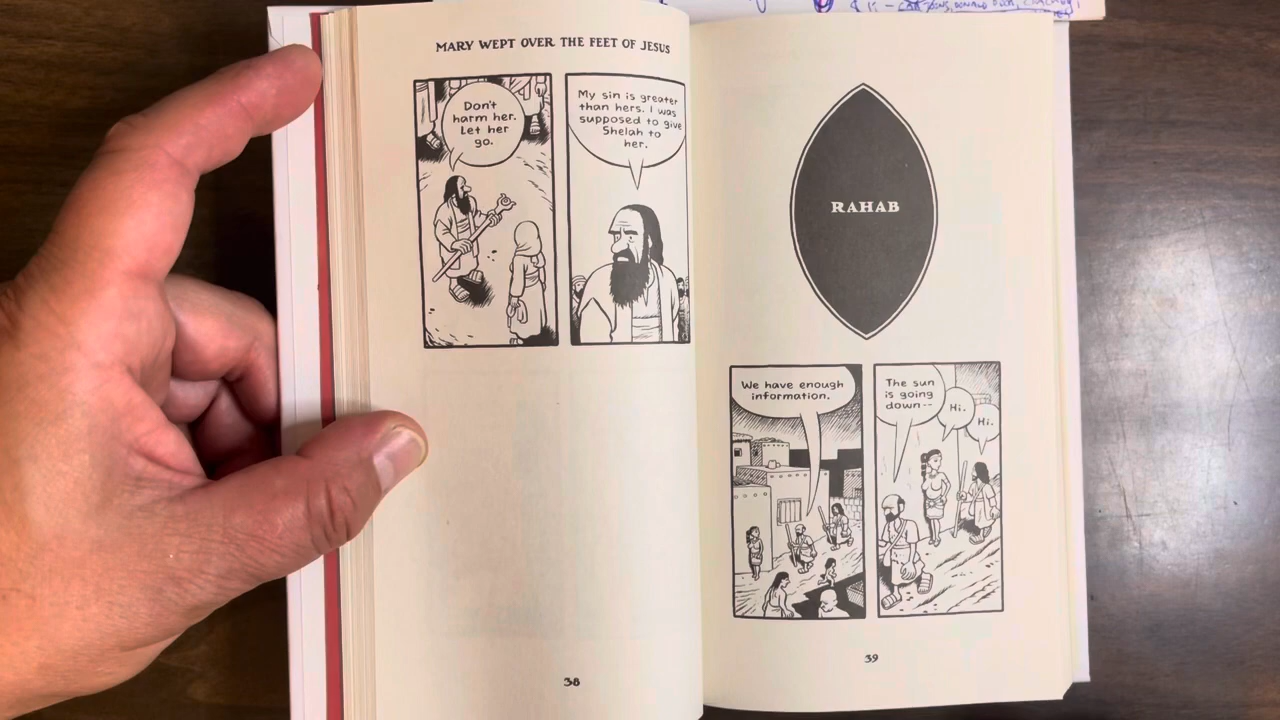 $ 15 -
MARY WEPT OVER THE FEET OF JESUS
Don't
harm her.
Let her
go.
My sin is greater
than hers. I was
supposed to give
Shelah to
her.
38
RAHAB
We have enough
information.
The sun
is going
down--
Hi.
Hi.
39